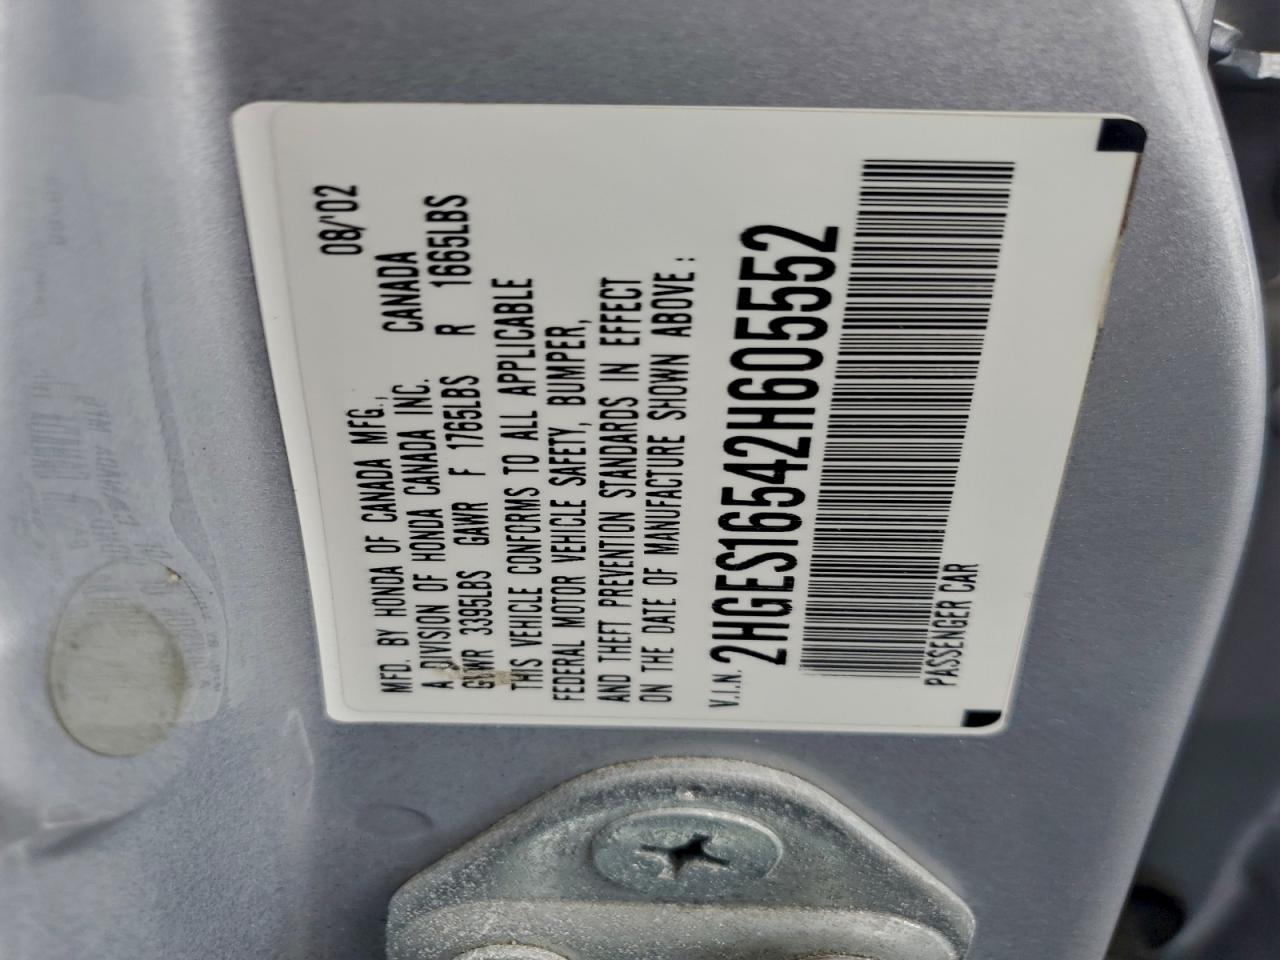 08/'02
MFD. BY HONDA OF CANADA MFG.,
A DIVISION OF HONDA CANADA INC. CANADA
GVWR 3395LBS GAWR F 1765LBS R 1665LBS
THIS VEHICLE CONFORMS TO ALL APPLICABLE
FEDERAL MOTOR VEHICLE SAFETY, BUMPER,
AND THEFT PREVENTION STANDARDS IN EFFECT
ON THE DATE OF MANUFACTURE SHOWN ABOVE:
V.I.N. 2HGES16542H605552
PASSENGER CAR